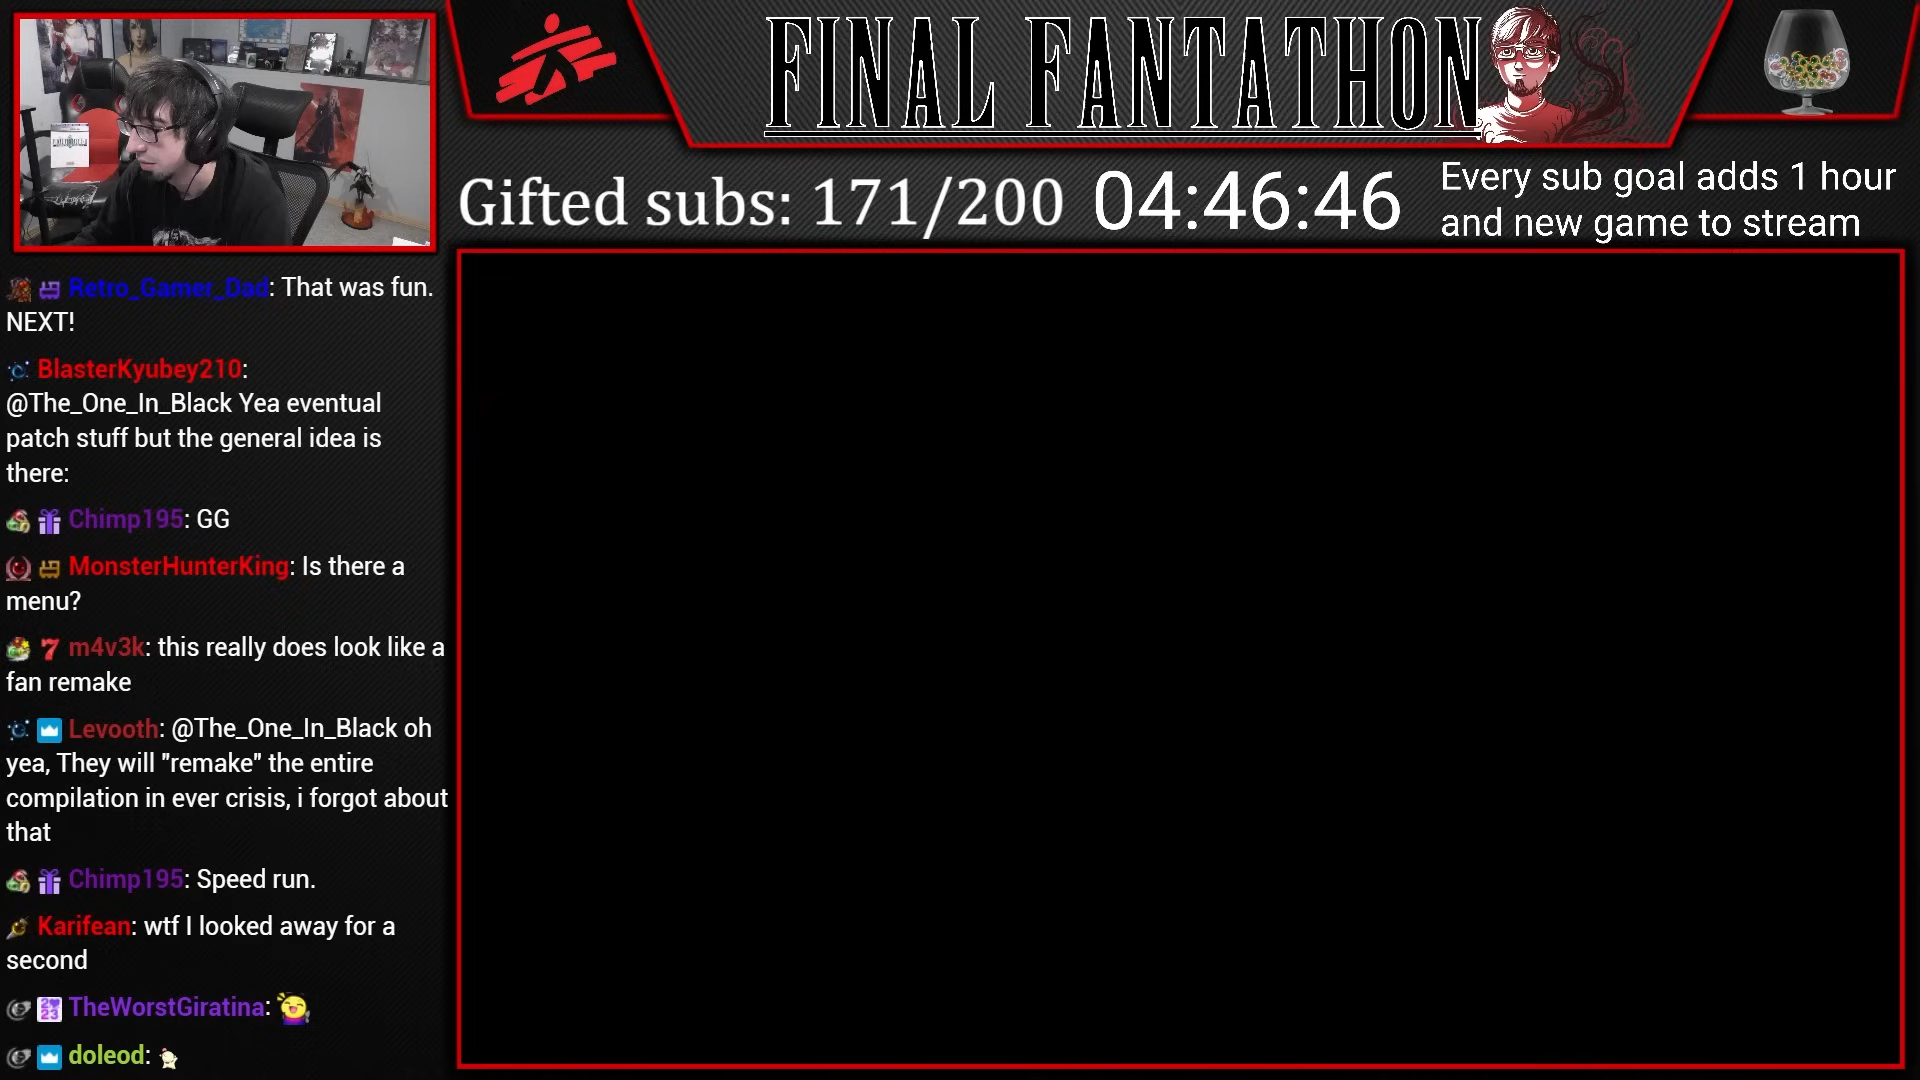 FINAL FANTATHON
Gifted subs: 171/200
04:46:46
Every sub goal adds 1 hour
and new game to stream
Retro_Gamer_Dad: That was fun.
NEXT!
BlasterKyubey210:
@The_One_In_Black Yea eventual
patch stuff but the general idea is
there:
Chimp195: GG
MonsterHunterKing: Is there a
menu?
m4v3k: this really does look like a
fan remake
Levooth: @The_One_In_Black oh
yea, They will "remake" the entire
compilation in ever crisis, i forgot about
that
Chimp195: Speed run.
Karifean: wtf I looked away for a
second
TheWorstGiratina:
doleod: